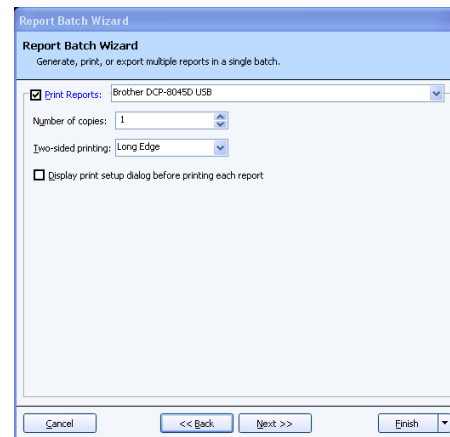 Report Batch Wizard
Report Batch Wizard
Generate, print, or export multiple reports in a single batch.
Print Reports: Brother DCP-8045D USB
Number of copies: 1
Two-sided printing: Long Edge
Display print setup dialog before printing each report
Cancel << Back Next >> Finish